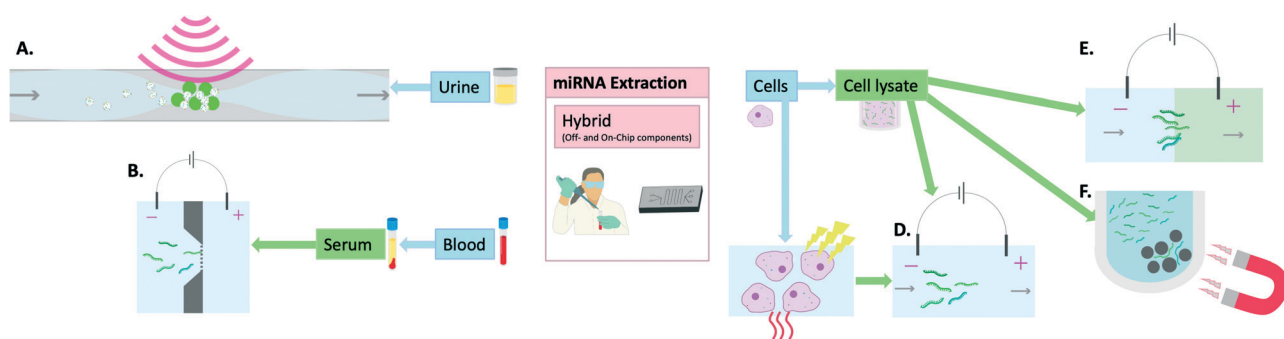 A.
Urine
B.
− +
Serum
Blood
miRNA Extraction
Hybrid
(Off- and On-Chip components)
Cells
Cell lysate
D.
− +
E.
− +
F.